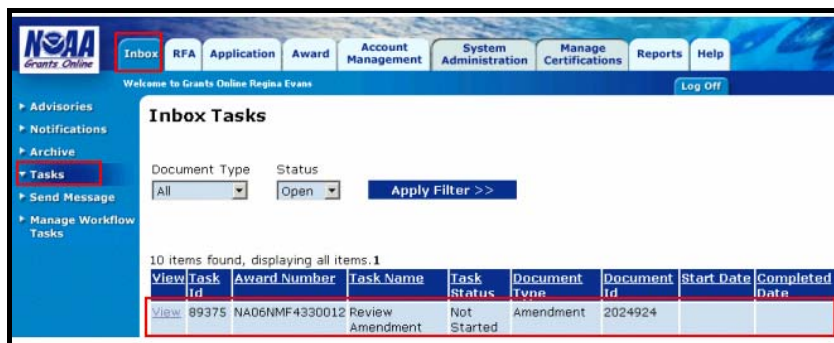 NOAA
Grants Online
Inbox RFA Application Award Account Management System Administration Manage Certifications Reports Help
Welcome to Grants Online Regina Evans
Log Off
Advisories
Notifications
Archive
Tasks
Send Message
Manage Workflow
Tasks
Inbox Tasks
Document Type Status
All Open Apply Filter >>
10 items found, displaying all items.1
View Task Id Award Number Task Name Task Status Document Type Document Id Start Date Completed Date
View 89375 NA06NMF4330012 Review Amendment Not Started Amendment 2024924